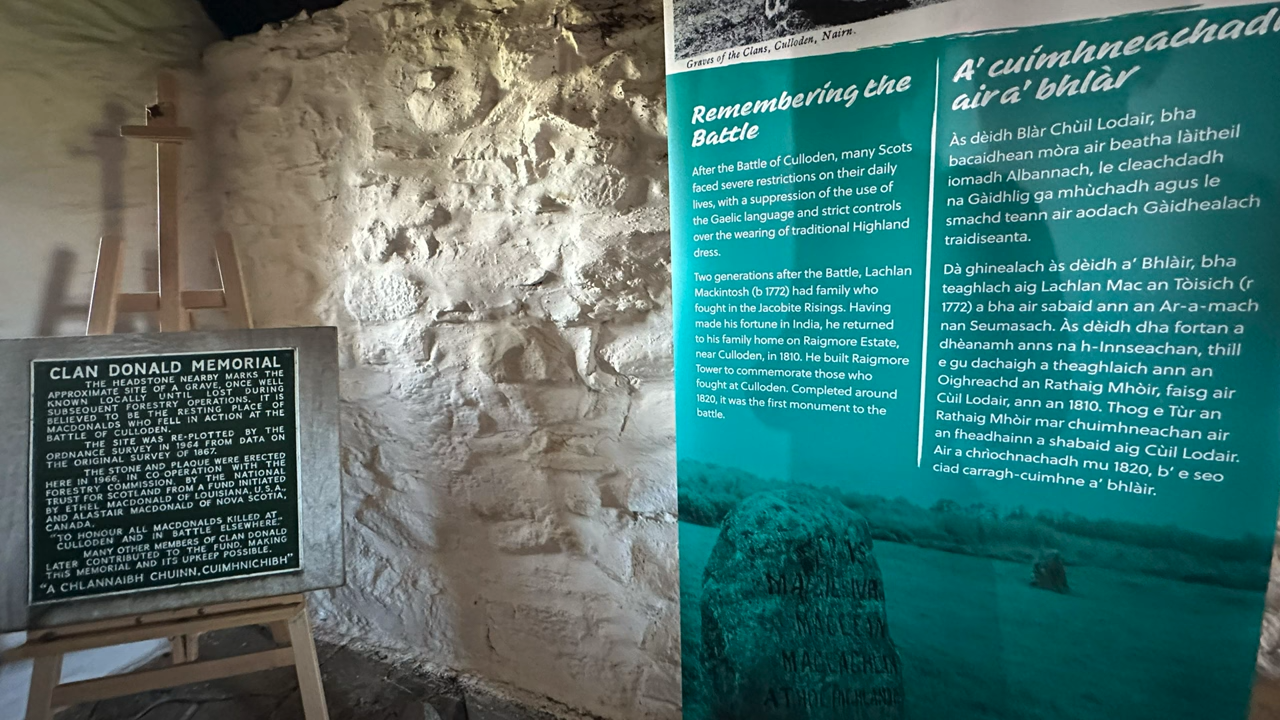 CLAN DONALD MEMORIAL
THE HEADSTONE NEARBY MARKS THE
APPROXIMATE SITE OF A GRAVE, ONCE WELL
KNOWN LOCALLY UNTIL LOST DURING
SUBSEQUENT FORESTRY OPERATIONS. IT IS
BELIEVED TO BE THE RESTING PLACE OF
MACDONALDS WHO FELL IN ACTION AT THE
BATTLE OF CULLODEN.
THE SITE WAS RE-PLOTTED BY THE
ORDNANCE SURVEY IN 1964 FROM DATA ON
THE ORIGINAL SURVEY OF 1867.
THE STONE AND PLAQUE WERE ERECTED
HERE IN 1966, IN CO-OPERATION WITH THE
FORESTRY COMMISSION, BY THE NATIONAL
TRUST FOR SCOTLAND FROM A FUND INITIATED
BY ETHEL MACDONALD OF LOUISIANA, U.S.A.,
AND ALASTAIR MACDONALD OF NOVA SCOTIA,
CANADA,
"TO HONOUR ALL MACDONALDS KILLED AT
CULLODEN AND IN BATTLE ELSEWHERE."
MANY OTHER MEMBERS OF CLAN DONALD
LATER CONTRIBUTED TO THE FUND, MAKING
THIS MEMORIAL AND ITS UPKEEP POSSIBLE.
"A CHLANNAIBH CHUINN, CUIMHNICHIBH"
Graves of the Clans, Culloden, Nairn.
Remembering the
Battle
After the Battle of Culloden, many Scots
faced severe restrictions on their daily
lives, with a suppression of the use of
the Gaelic language and strict controls
over the wearing of traditional Highland
dress.
Two generations after the Battle, Lachlan
Mackintosh (b 1772) had family who
fought in the Jacobite Risings. Having
made his fortune in India, he returned
to his family home on Raigmore Estate,
near Culloden, in 1810. He built Raigmore
Tower to commemorate those who
fought at Culloden. Completed around
1820, it was the first monument to the
battle.
A' cuimhneachadh
air a' bhlàr
Às dèidh Blàr Chùil Lodair, bha
bacaidhean mòra air beatha làitheil
iomadh Albannach, le cleachdadh
na Gàidhlig ga mhùchadh agus le
smachd teann air aodach Gàidhealach
traidiseanta.
Dà ghinealach às dèidh a' Bhlàir, bha
teaghlach aig Lachlan Mac an Tòisich (r
1772) a bha air sabaid ann an Ar-a-mach
nan Seumasach. Às dèidh dha fortan a
dhèanamh anns na h-Innseachan, thill
e gu dachaigh a theaghlaich ann an
Oighreachd an Rathaig Mhòir, faisg air
Cùil Lodair, ann an 1810. Thog e Tùr an
Rathaig Mhòir mar chuimhneachan air
an fheadhainn a shabaid aig Cùil Lodair.
Air a chrìochnachadh mu 1820, b' e seo
ciad carragh-cuimhne a' bhlàir.
MACLEAN
MACLACHLAN
ATHOLL HIGHLANDERS